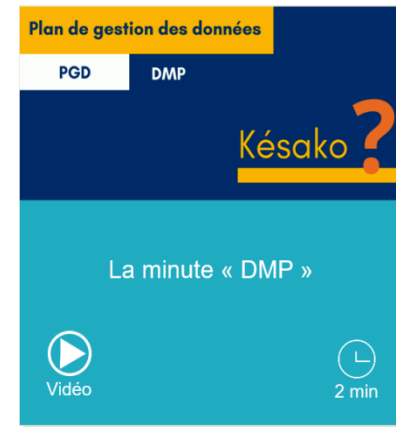 Plan de gestion des données
PGD DMP
Késako ?
La minute « DMP »
Vidéo
2 min